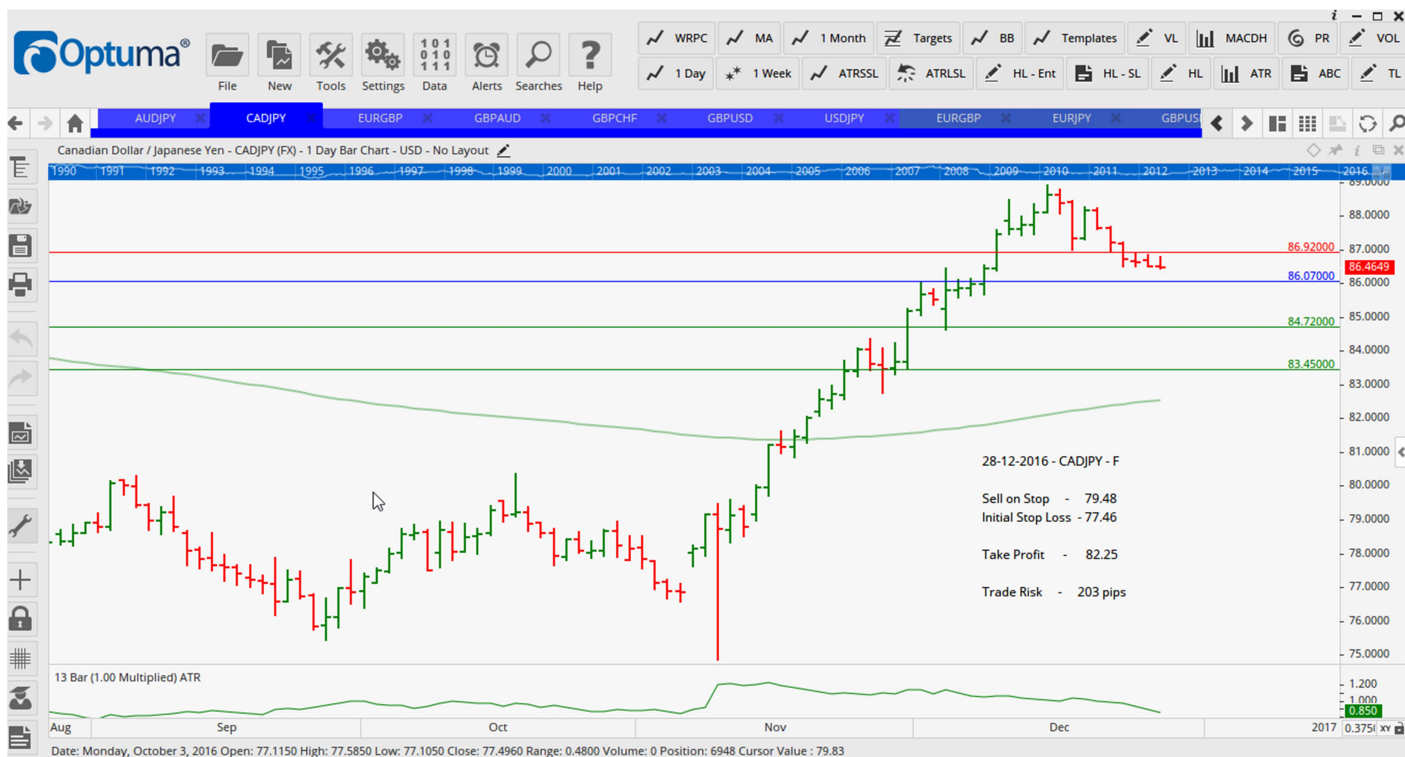 Optuma®
File New Tools Settings Data Alerts Searches Help
WRPC MA 1 Month Targets BB Templates VL MACDH PR VOL
1 Day 1 Week ATRSSL ATRLSL HL - Ent HL - SL HL ATR ABC TL
AUDJPY CADJPY EURGBP GBPAUD GBPCHF GBPUSD USDJPY EURGBP EURJPY GBPUS
Canadian Dollar / Japanese Yen - CADJPY (FX) - 1 Day Bar Chart - USD - No Layout
1990 1991 1992 1993 1994 1995 1996 1997 1998 1999 2000 2001 2002 2003 2004 2005 2006 2007 2008 2009 2010 2011 2012 2013 2014 2015 2016
89.0000
88.0000
86.92000 87.0000
86.4649
86.07000 86.0000
85.0000
84.72000
84.0000
83.45000
83.0000
82.0000
81.0000
28-12-2016 - CADJPY - F
80.0000
Sell on Stop - 79.48
Initial Stop Loss - 77.46
79.0000
Take Profit - 82.25
78.0000
77.0000
Trade Risk - 203 pips
76.0000
75.0000
13 Bar (1.00 Multiplied) ATR
1.200
1.000
0.850
Aug Sep Oct Nov Dec 2017 0.375 XY
Date: Monday, October 3, 2016 Open: 77.1150 High: 77.5850 Low: 77.1050 Close: 77.4960 Range: 0.4800 Volume: 0 Position: 6948 Cursor Value : 79.83